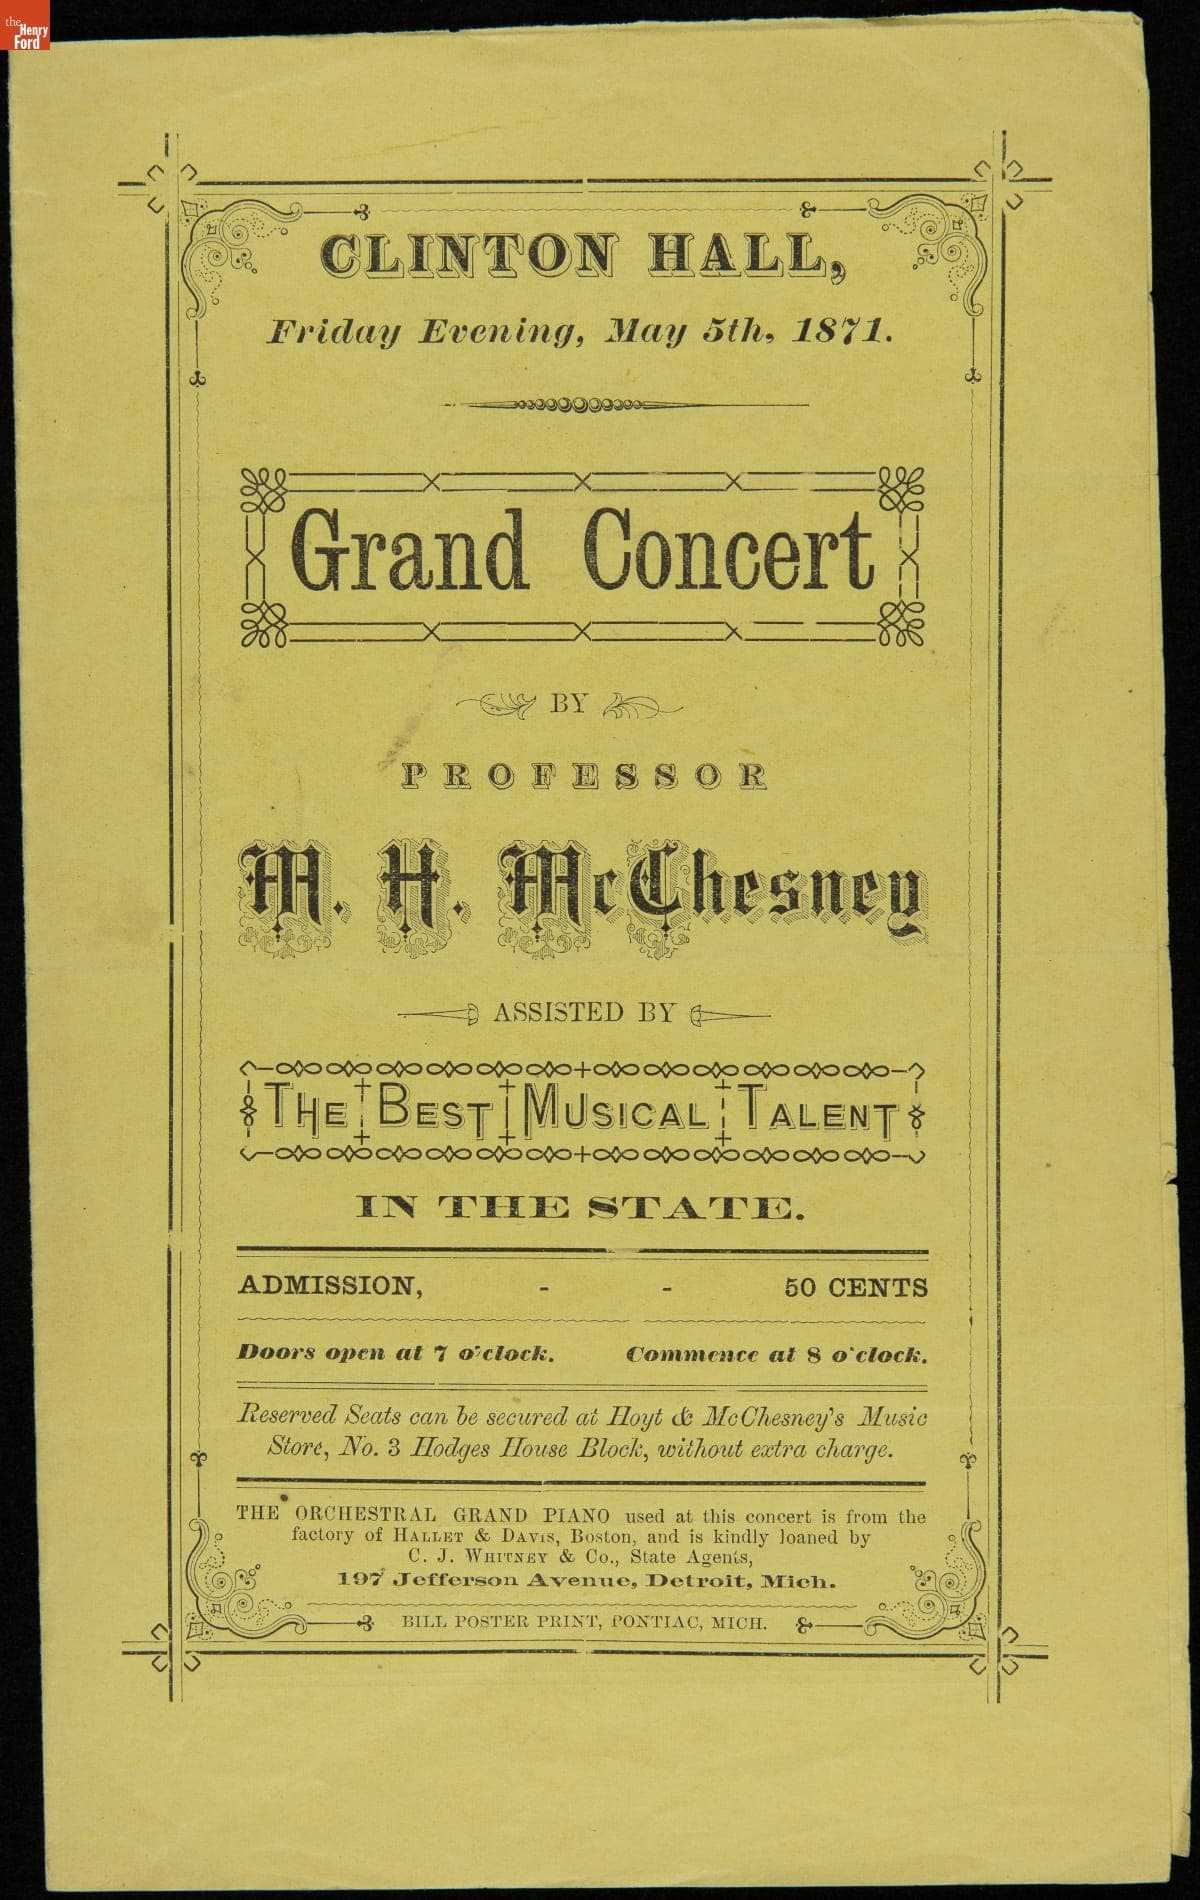 the
Henry
Ford
CLINTON HALL,
Friday Evening, May 5th, 1871.
Grand Concert
BY
PROFESSOR
M. H. McChesney
ASSISTED BY
THE BEST MUSICAL TALENT
IN THE STATE.
ADMISSION, - - 50 CENTS
Doors open at 7 o'clock. Commence at 8 o'clock.
Reserved Seats can be secured at Hoyt & McChesney's Music
Store, No. 3 Hodges House Block, without extra charge.
THE ORCHESTRAL GRAND PIANO used at this concert is from the
factory of HALLET & DAVIS, Boston, and is kindly loaned by
C. J. WHITNEY & Co., State Agents,
197 Jefferson Avenue, Detroit, Mich.
BILL POSTER PRINT, PONTIAC, MICH.